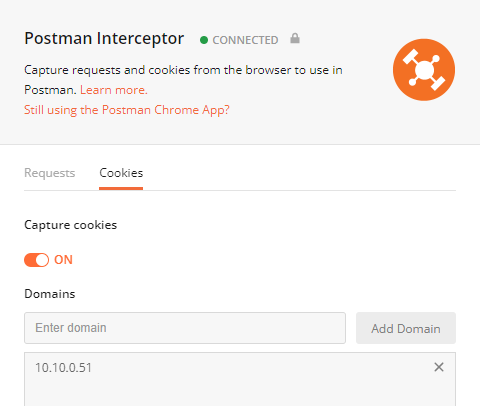 Postman Interceptor
CONNECTED
Capture requests and cookies from the browser to use in
Postman. Learn more.
Still using the Postman Chrome App?
Requests
Cookies
Capture cookies
ON
Domains
Enter domain
Add Domain
10.10.0.51